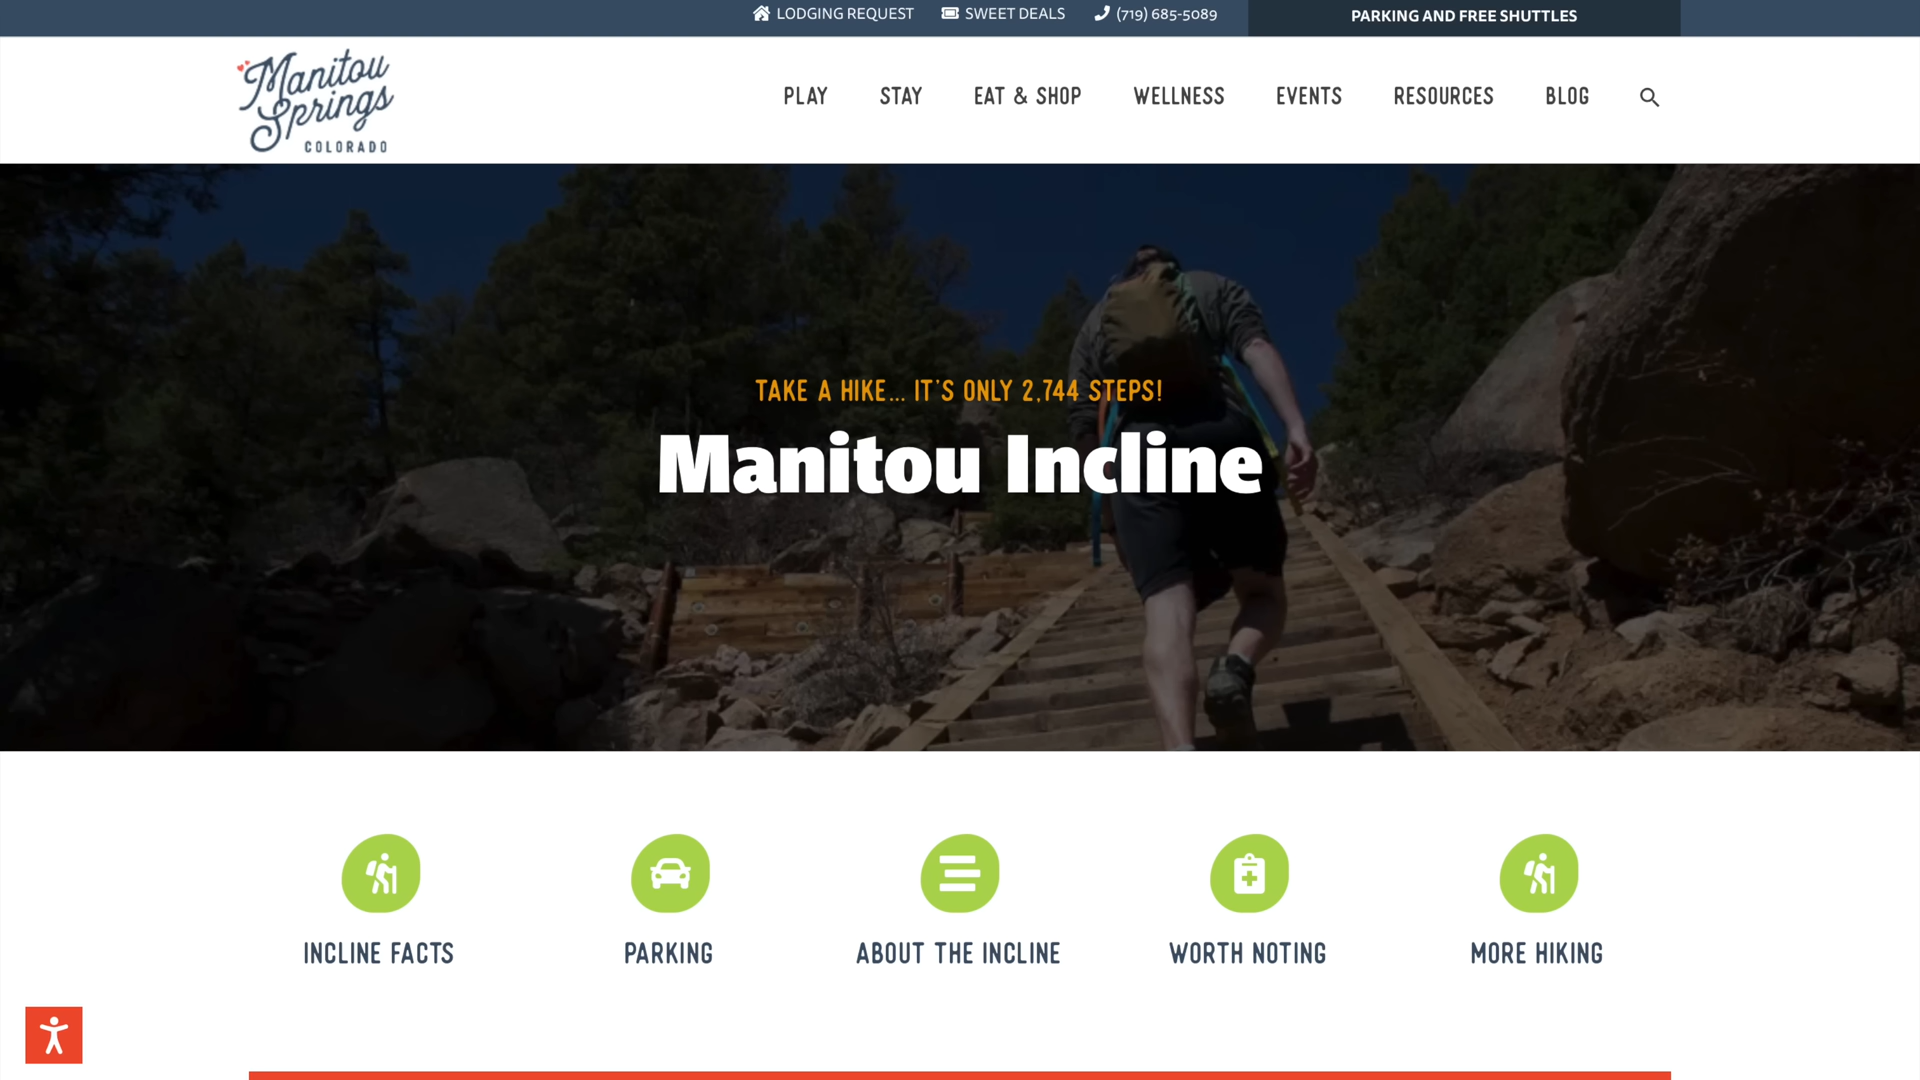 LODGING REQUEST SWEET DEALS (719) 685-5089 PARKING AND FREE SHUTTLES
Manitou
Springs
COLORADO
PLAY STAY EAT & SHOP WELLNESS EVENTS RESOURCES BLOG
TAKE A HIKE... IT'S ONLY 2,744 STEPS!
Manitou Incline
INCLINE FACTS PARKING ABOUT THE INCLINE WORTH NOTING MORE HIKING